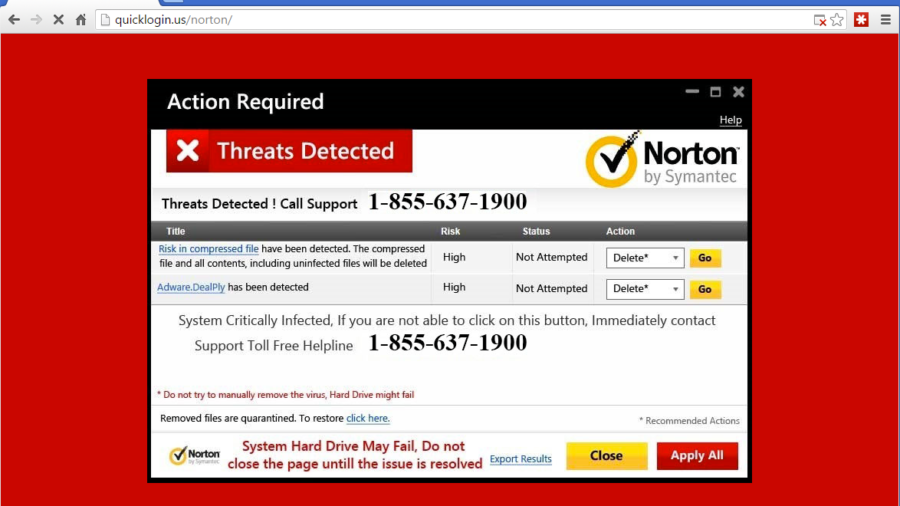 quicklogin.us/norton/
Action Required
Help
Threats Detected
Norton
by Symantec
Threats Detected ! Call Support 1-855-637-1900
Title Risk Status Action
Risk in compressed file have been detected. The compressed
file and all contents, including uninfected files will be deleted
High Not Attempted Delete* Go
Adware.DealPly has been detected High Not Attempted Delete* Go
System Critically Infected, If you are not able to click on this button, Immediately contact
Support Toll Free Helpline 1-855-637-1900
* Do not try to manually remove the virus, Hard Drive might fail
Removed files are quarantined. To restore click here.
* Recommended Actions
Norton
by Symantec
System Hard Drive May Fail, Do not
close the page untill the issue is resolved
Export Results
Close
Apply All